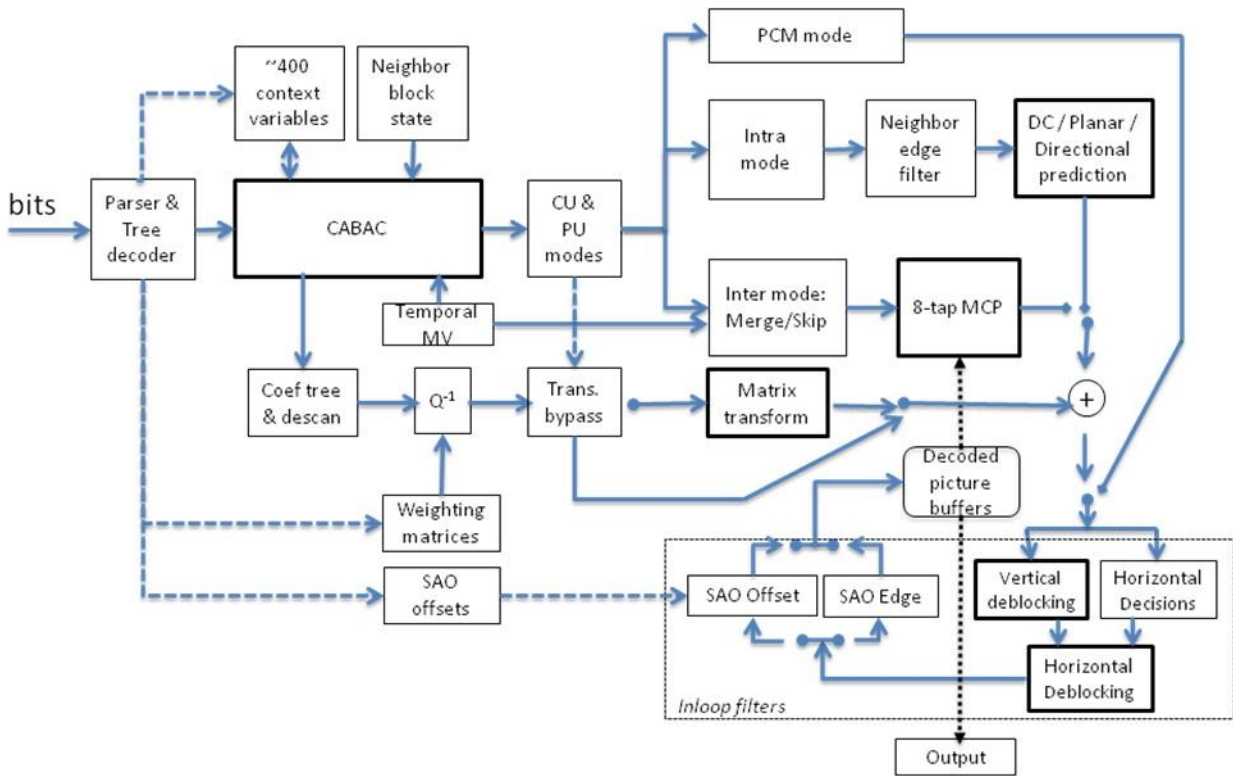 bits
Parser &
Tree
decoder
~400
context
variables
Neighbor
block
state
CABAC
CU &
PU
modes
Temporal
MV
PCM mode
Intra
mode
Neighbor
edge
filter
DC / Planar /
Directional
prediction
Inter mode:
Merge/Skip
8-tap MCP
Coef tree
& descan
Q⁻¹
Trans.
bypass
Matrix
transform
+
Weighting
matrices
SAO
offsets
Decoded
picture
buffers
SAO Offset
SAO Edge
Vertical
deblocking
Horizontal
Decisions
Horizontal
Deblocking
Inloop filters
Output